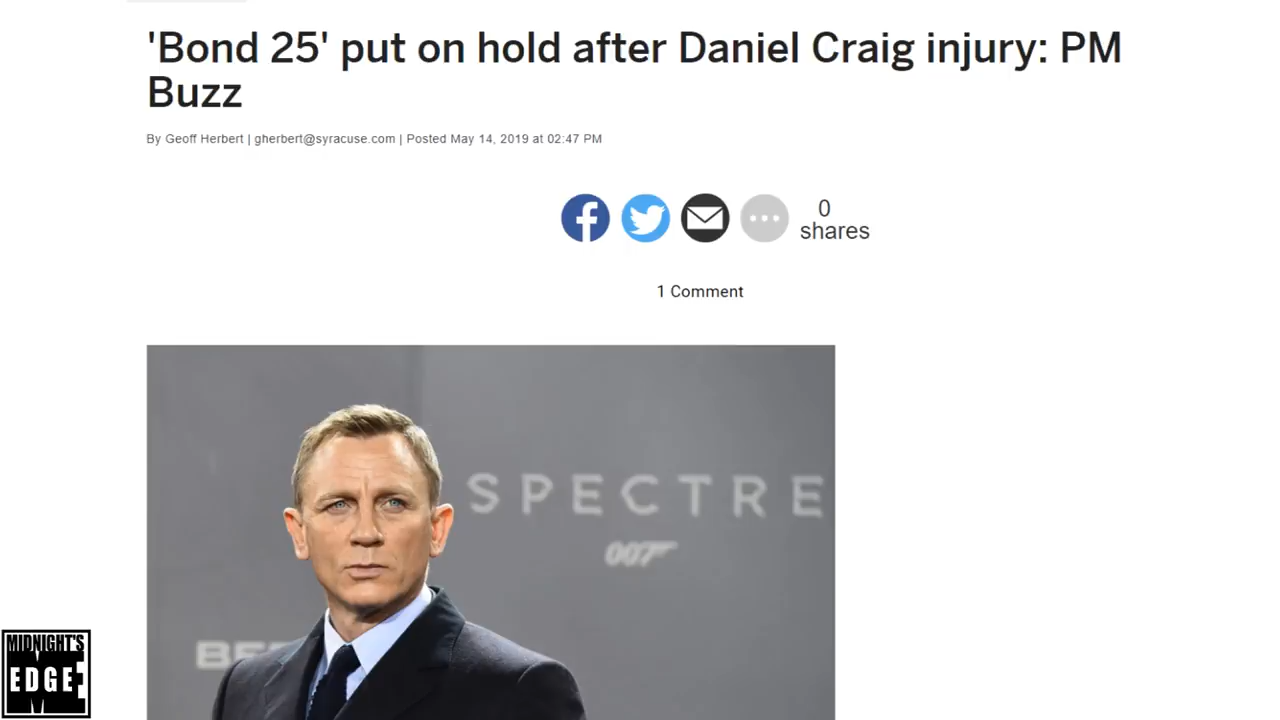 'Bond 25' put on hold after Daniel Craig injury: PM
Buzz
By Geoff Herbert | gherbert@syracuse.com | Posted May 14, 2019 at 02:47 PM
0
shares
1 Comment
SPECTRE
007
BE
MIDNIGHT'S
EDGE